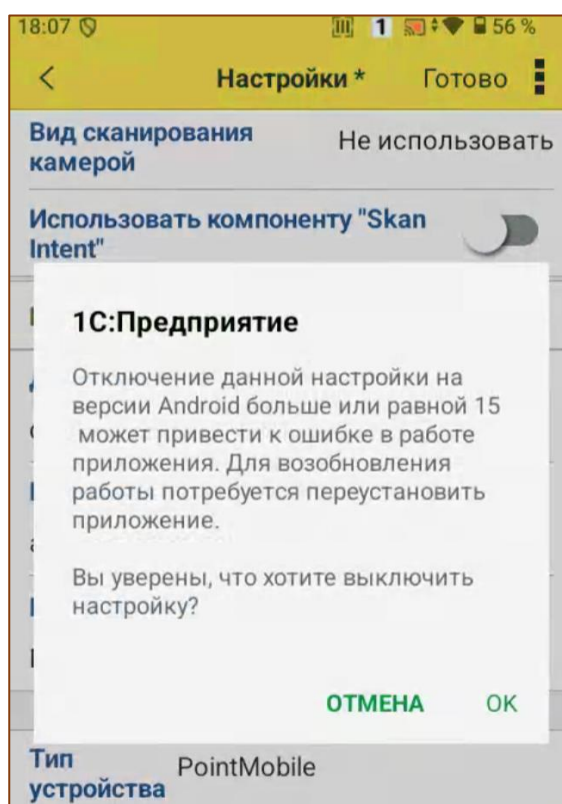 18:07
1
56 %
Настройки *
Готово
Вид сканирования
камерой
Не использовать
Использовать компоненту "Skan
Intent"
1С:Предприятие
Отключение данной настройки на
версии Android больше или равной 15
может привести к ошибке в работе
приложения. Для возобновления
работы потребуется переустановить
приложение.
Вы уверены, что хотите выключить
настройку?
ОТМЕНА
OK
Тип
устройства
PointMobile